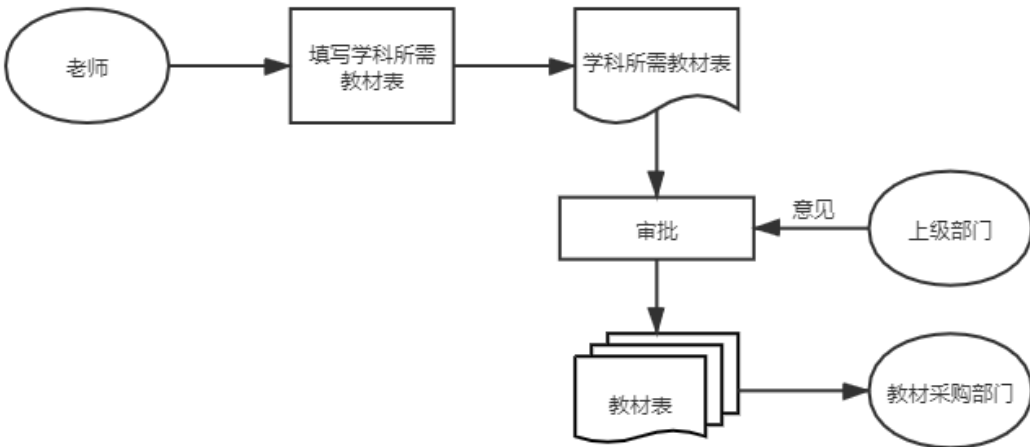 老师
填写学科所需
教材表
学科所需教材表
意见
审批
上级部门
教材表
教材采购部门